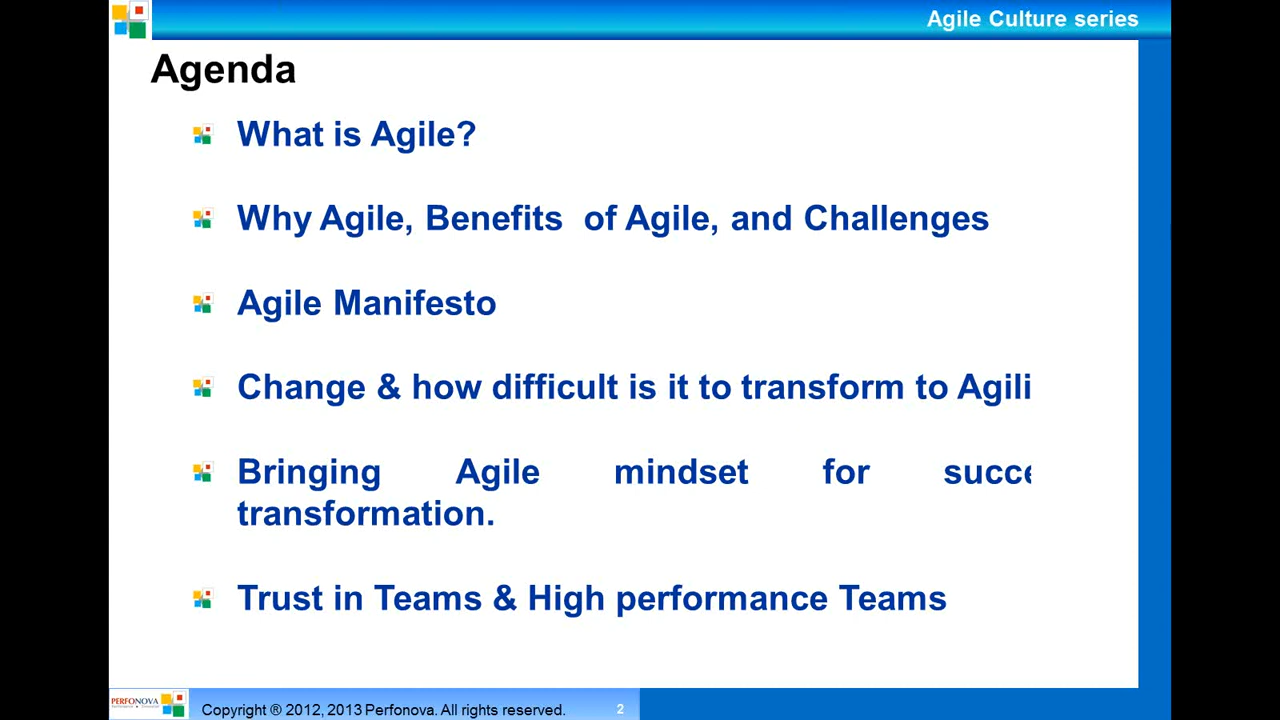 Agile Culture series
Agenda
What is Agile?
Why Agile, Benefits of Agile, and Challenges
Agile Manifesto
Change & how difficult is it to transform to Agili
Bringing Agile mindset for succe
transformation.
Trust in Teams & High performance Teams
PERFONOVA
Copyright ® 2012, 2013 Perfonova. All rights reserved.
2